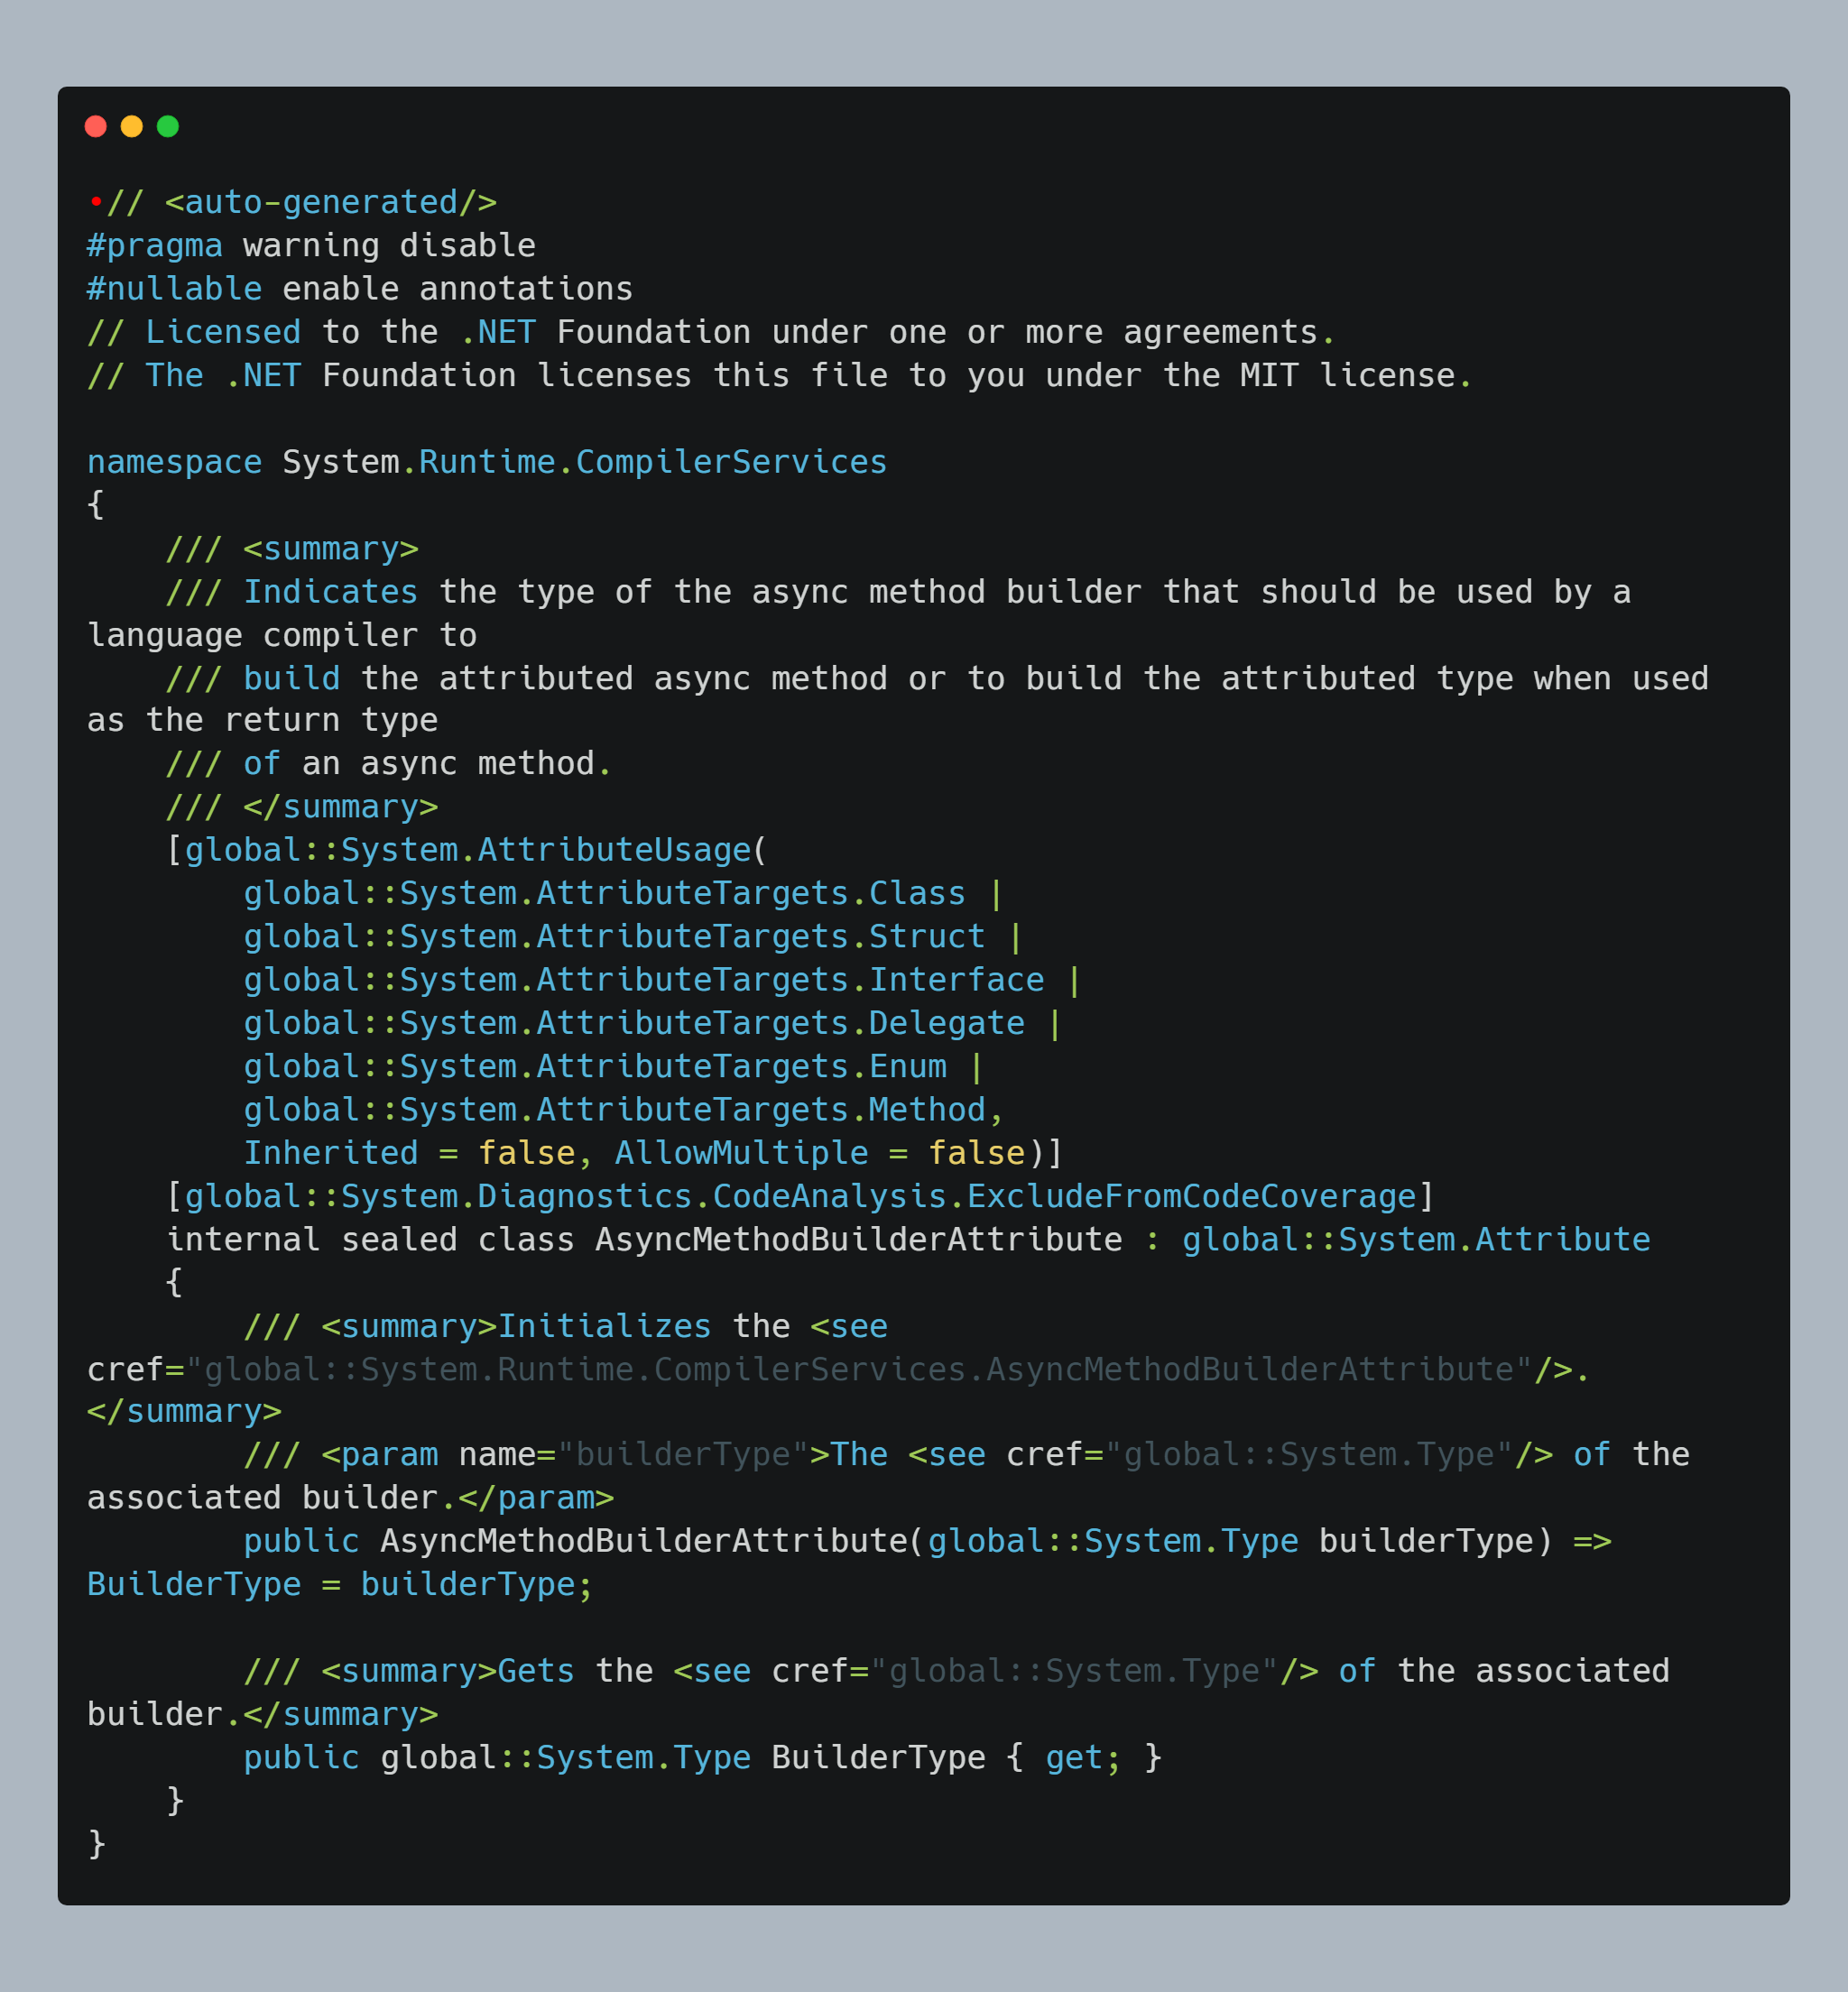 •// <auto-generated/>
#pragma warning disable
#nullable enable annotations
// Licensed to the .NET Foundation under one or more agreements.
// The .NET Foundation licenses this file to you under the MIT license.

namespace System.Runtime.CompilerServices
{
    /// <summary>
    /// Indicates the type of the async method builder that should be used by a
language compiler to
    /// build the attributed async method or to build the attributed type when used
as the return type
    /// of an async method.
    /// </summary>
    [global::System.AttributeUsage(
        global::System.AttributeTargets.Class |
        global::System.AttributeTargets.Struct |
        global::System.AttributeTargets.Interface |
        global::System.AttributeTargets.Delegate |
        global::System.AttributeTargets.Enum |
        global::System.AttributeTargets.Method,
        Inherited = false, AllowMultiple = false)]
    [global::System.Diagnostics.CodeAnalysis.ExcludeFromCodeCoverage]
    internal sealed class AsyncMethodBuilderAttribute : global::System.Attribute
    {
        /// <summary>Initializes the <see
cref="global::System.Runtime.CompilerServices.AsyncMethodBuilderAttribute"/>.
</summary>
        /// <param name="builderType">The <see cref="global::System.Type"/> of the
associated builder.</param>
        public AsyncMethodBuilderAttribute(global::System.Type builderType) =>
BuilderType = builderType;

        /// <summary>Gets the <see cref="global::System.Type"/> of the associated
builder.</summary>
        public global::System.Type BuilderType { get; }
    }
}